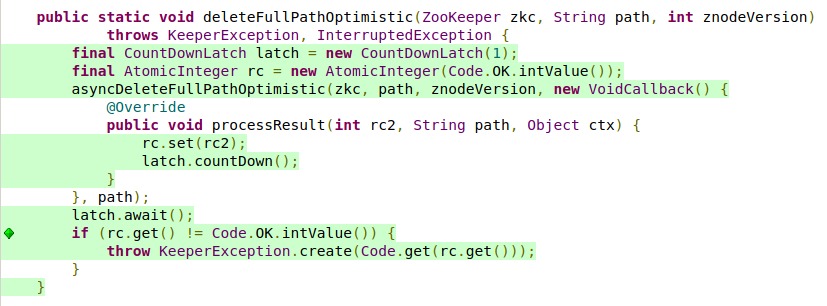 public static void deleteFullPathOptimistic(ZooKeeper zkc, String path, int znodeVersion)
throws KeeperException, InterruptedException {
final CountDownLatch latch = new CountDownLatch(1);
final AtomicInteger rc = new AtomicInteger(Code.OK.intValue());
asyncDeleteFullPathOptimistic(zkc, path, znodeVersion, new VoidCallback() {
@Override
public void processResult(int rc2, String path, Object ctx) {
rc.set(rc2);
latch.countDown();
}
}, path);
latch.await();
if (rc.get() != Code.OK.intValue()) {
throw KeeperException.create(Code.get(rc.get()));
}
}